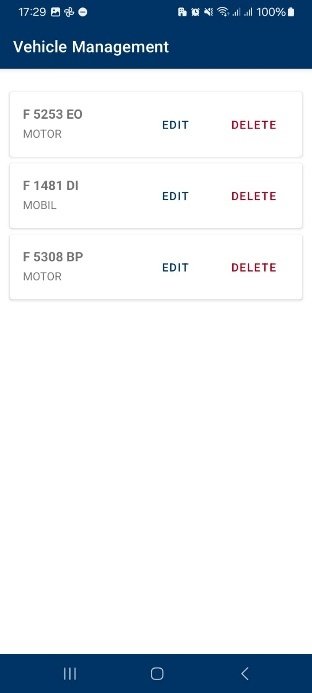 17:29 100%
Vehicle Management
F 5253 EO
MOTOR
EDIT DELETE
F 1481 DI
MOBIL
EDIT DELETE
F 5308 BP
MOTOR
EDIT DELETE